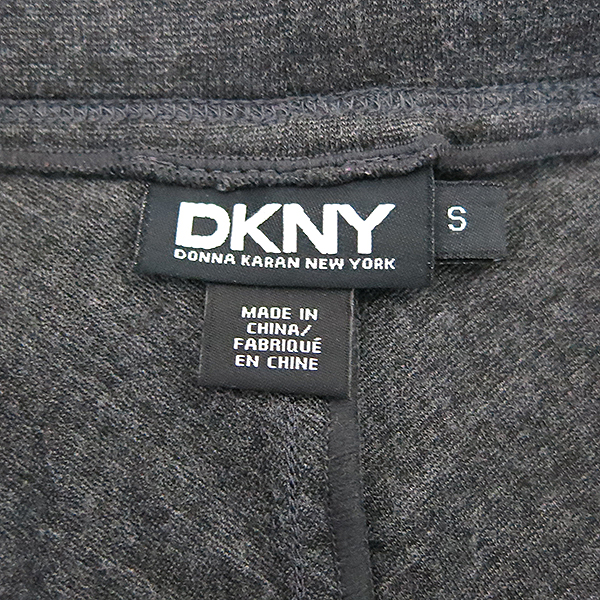 DKNY
DONNA KARAN NEW YORK
S
MADE IN
CHINA/
FABRIQUÉ
EN CHINE